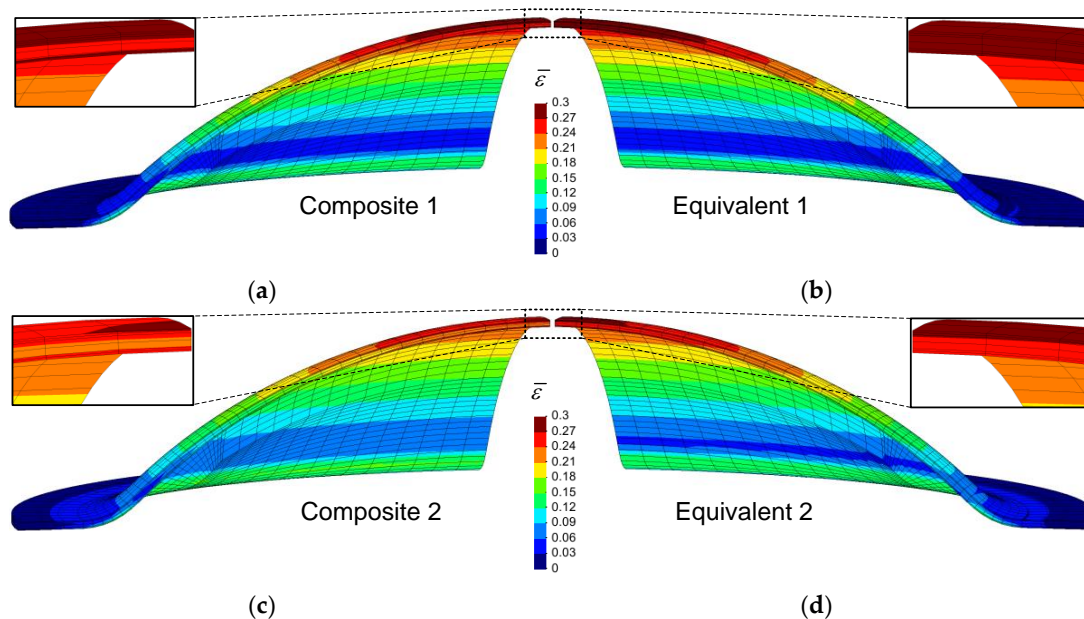 ε̅
0.3
0.27
0.24
0.21
0.18
0.15
0.12
0.09
0.06
0.03
0
Composite 1
Equivalent 1
(a)
(b)
ε̅
0.3
0.27
0.24
0.21
0.18
0.15
0.12
0.09
0.06
0.03
0
Composite 2
Equivalent 2
(c)
(d)